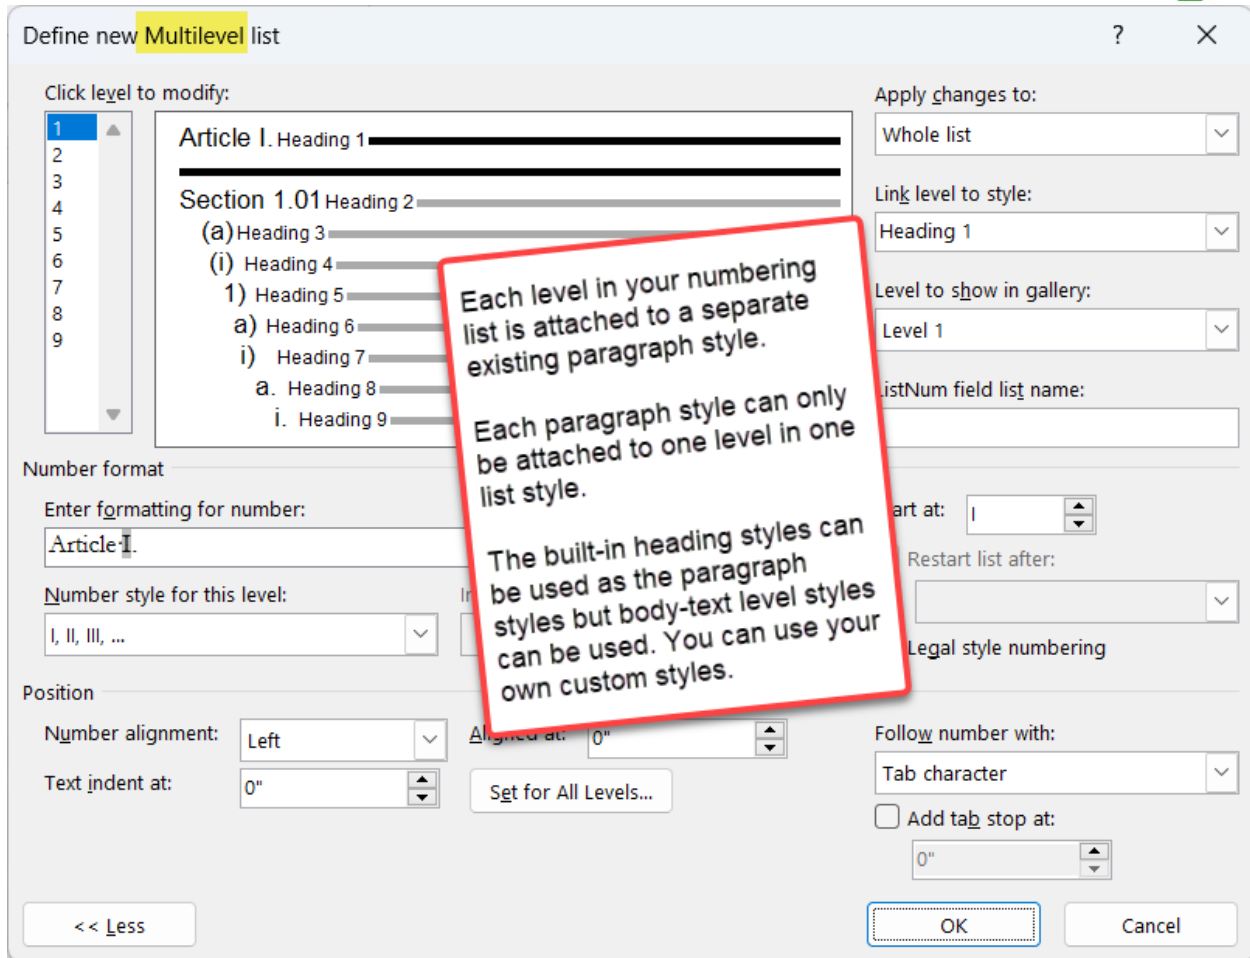 Define new Multilevel list ?
Click level to modify:
Apply changes to:
1
2
3
4
5
6
7
8
9
Article I. Heading 1
Section 1.01 Heading 2
(a) Heading 3
(i) Heading 4
1) Heading 5
a) Heading 6
i) Heading 7
a. Heading 8
i. Heading 9
Whole list
Link level to style:
Heading 1
Level to show in gallery:
Level 1
ListNum field list name:
Each level in your numbering
list is attached to a separate
existing paragraph style.
Each paragraph style can only
be attached to one level in one
list style.
The built-in heading styles can
be used as the paragraph
styles but body-text level styles
can be used. You can use your
own custom styles.
Number format
Enter formatting for number:
Article·I.
art at: I
Restart list after:
Number style for this level:
I, II, III, ...
Legal style numbering
Position
Number alignment: Left
Aligned at: 0"
Follow number with:
Tab character
Text indent at: 0"
Set for All Levels...
Add tab stop at:
0"
<< Less
OK
Cancel